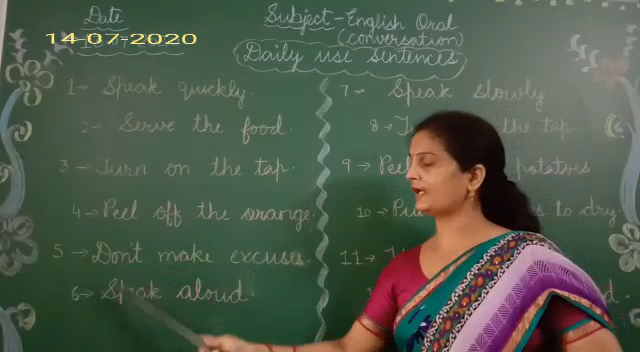 Date
14-07-2020
Subject-English Oral
(conversation)
Daily use sentences
1→ Speak quickly.
2→ Serve the food.
3→ Turn on the tap.
4→ Peel off the orange.
5→ Don't make excuses.
6→ Speak aloud.
7→ Speak slowly
8→ the tap
9→ potatoes
10→ to dry
11→